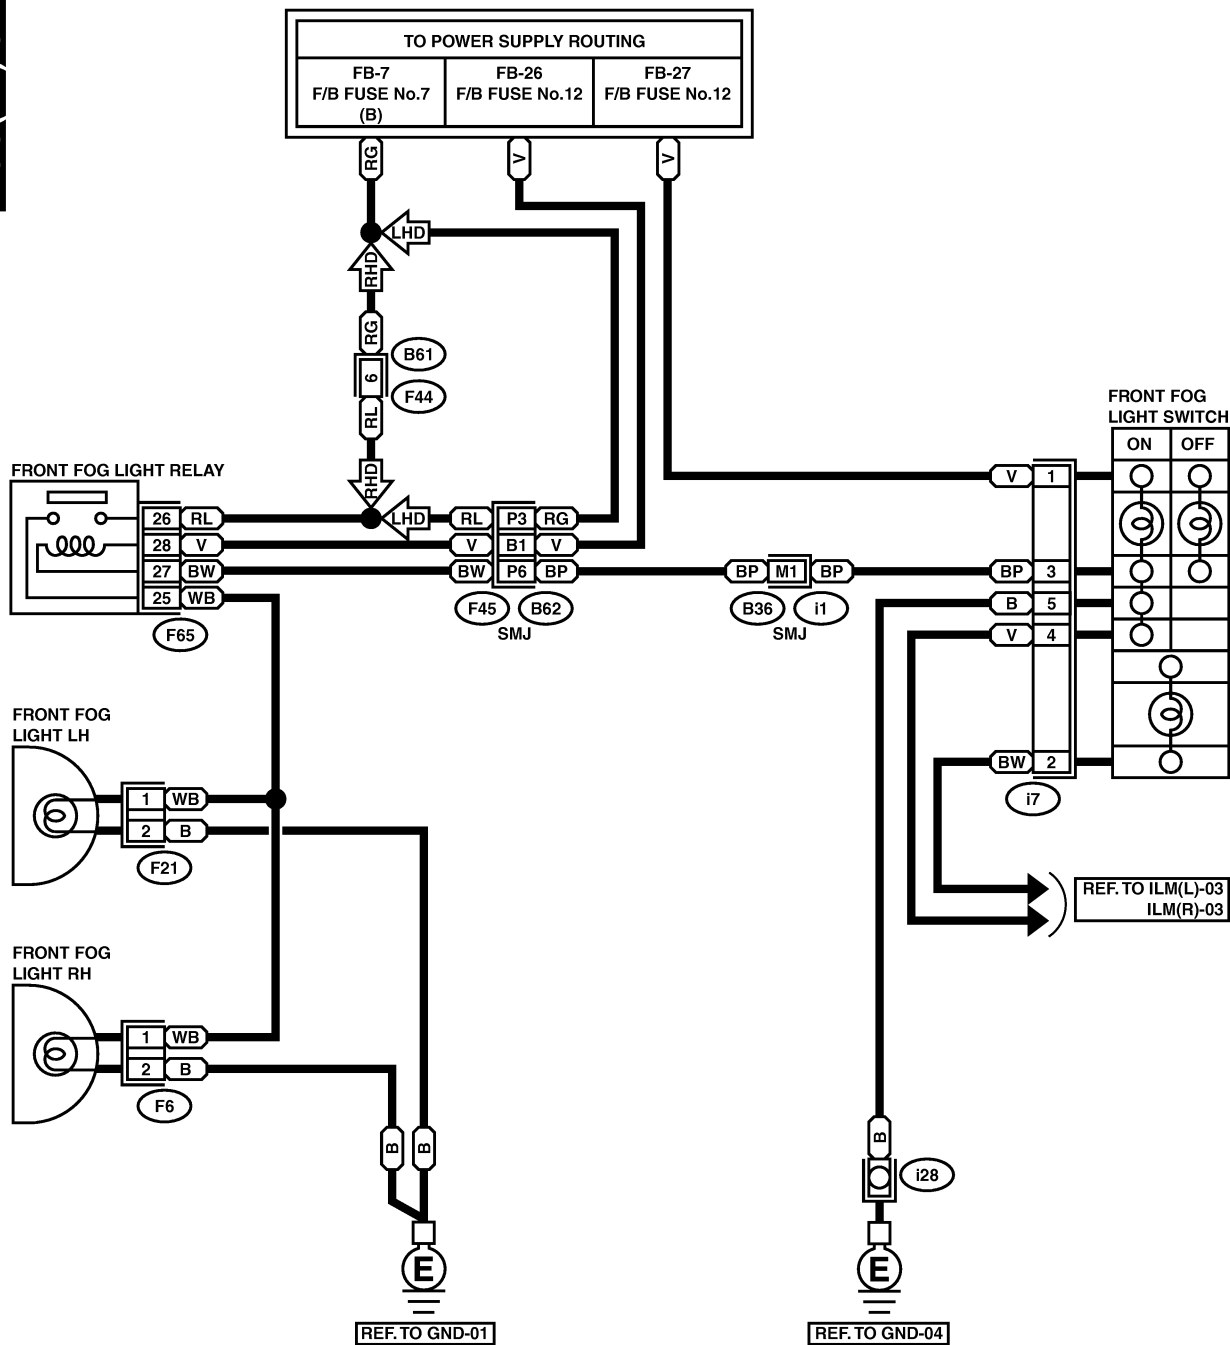 TO POWER SUPPLY ROUTING
FB-7
F/B FUSE No.7
(B)
FB-26
F/B FUSE No.12
FB-27
F/B FUSE No.12
RG
V
V
LHD
RHD
RG
6
B61
F44
RL
RHD
LHD
FRONT FOG LIGHT RELAY
26 RL
28 V
27 BW
25 WB
F65
RL P3 RG
V B1 V
BW P6 BP
F45 B62
SMJ
BP M1 BP
B36 i1
SMJ
FRONT FOG
LIGHT SWITCH
ON OFF
V 1
BP 3
B 5
V 4
BW 2
i7
REF. TO ILM(L)-03
ILM(R)-03
FRONT FOG
LIGHT LH
1 WB
2 B
F21
FRONT FOG
LIGHT RH
1 WB
2 B
F6
B
B
E
REF. TO GND-01
B
i28
E
REF. TO GND-04